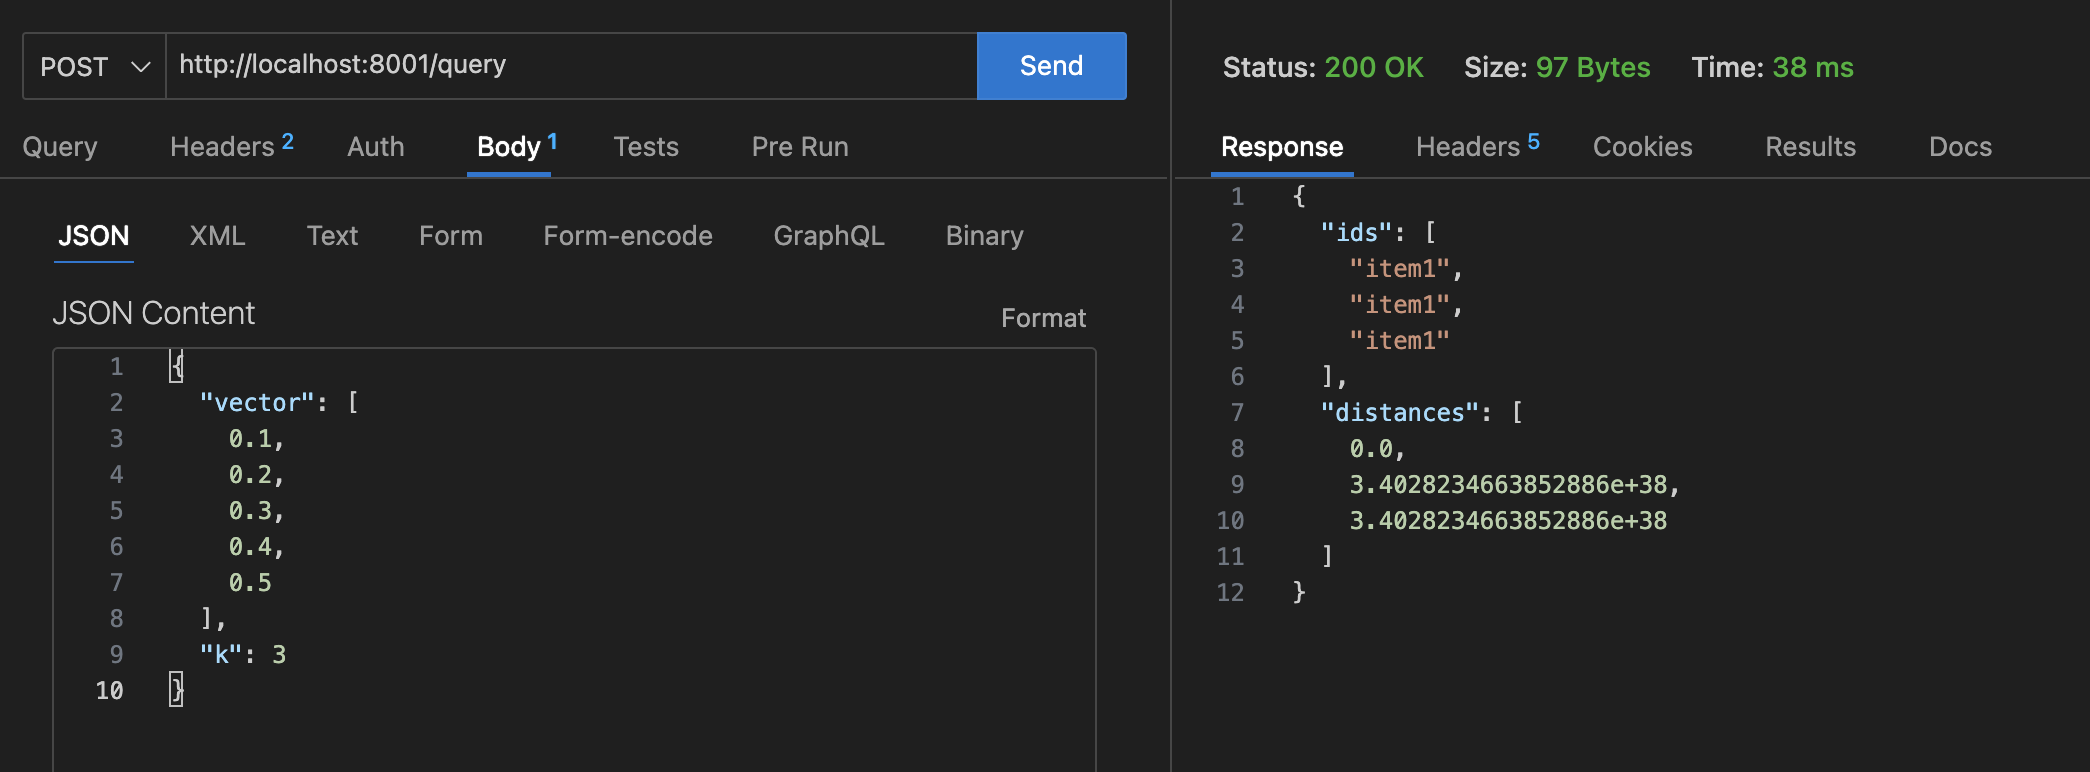 POST http://localhost:8001/query Send
Query Headers 2 Auth Body 1 Tests Pre Run
JSON XML Text Form Form-encode GraphQL Binary
JSON Content Format
1 {
2 "vector": [
3 0.1,
4 0.2,
5 0.3,
6 0.4,
7 0.5
8 ],
9 "k": 3
10 }
Status: 200 OK Size: 97 Bytes Time: 38 ms
Response Headers 5 Cookies Results Docs
1 {
2 "ids": [
3 "item1",
4 "item1",
5 "item1"
6 ],
7 "distances": [
8 0.0,
9 3.4028234663852886e+38,
10 3.4028234663852886e+38
11 ]
12 }